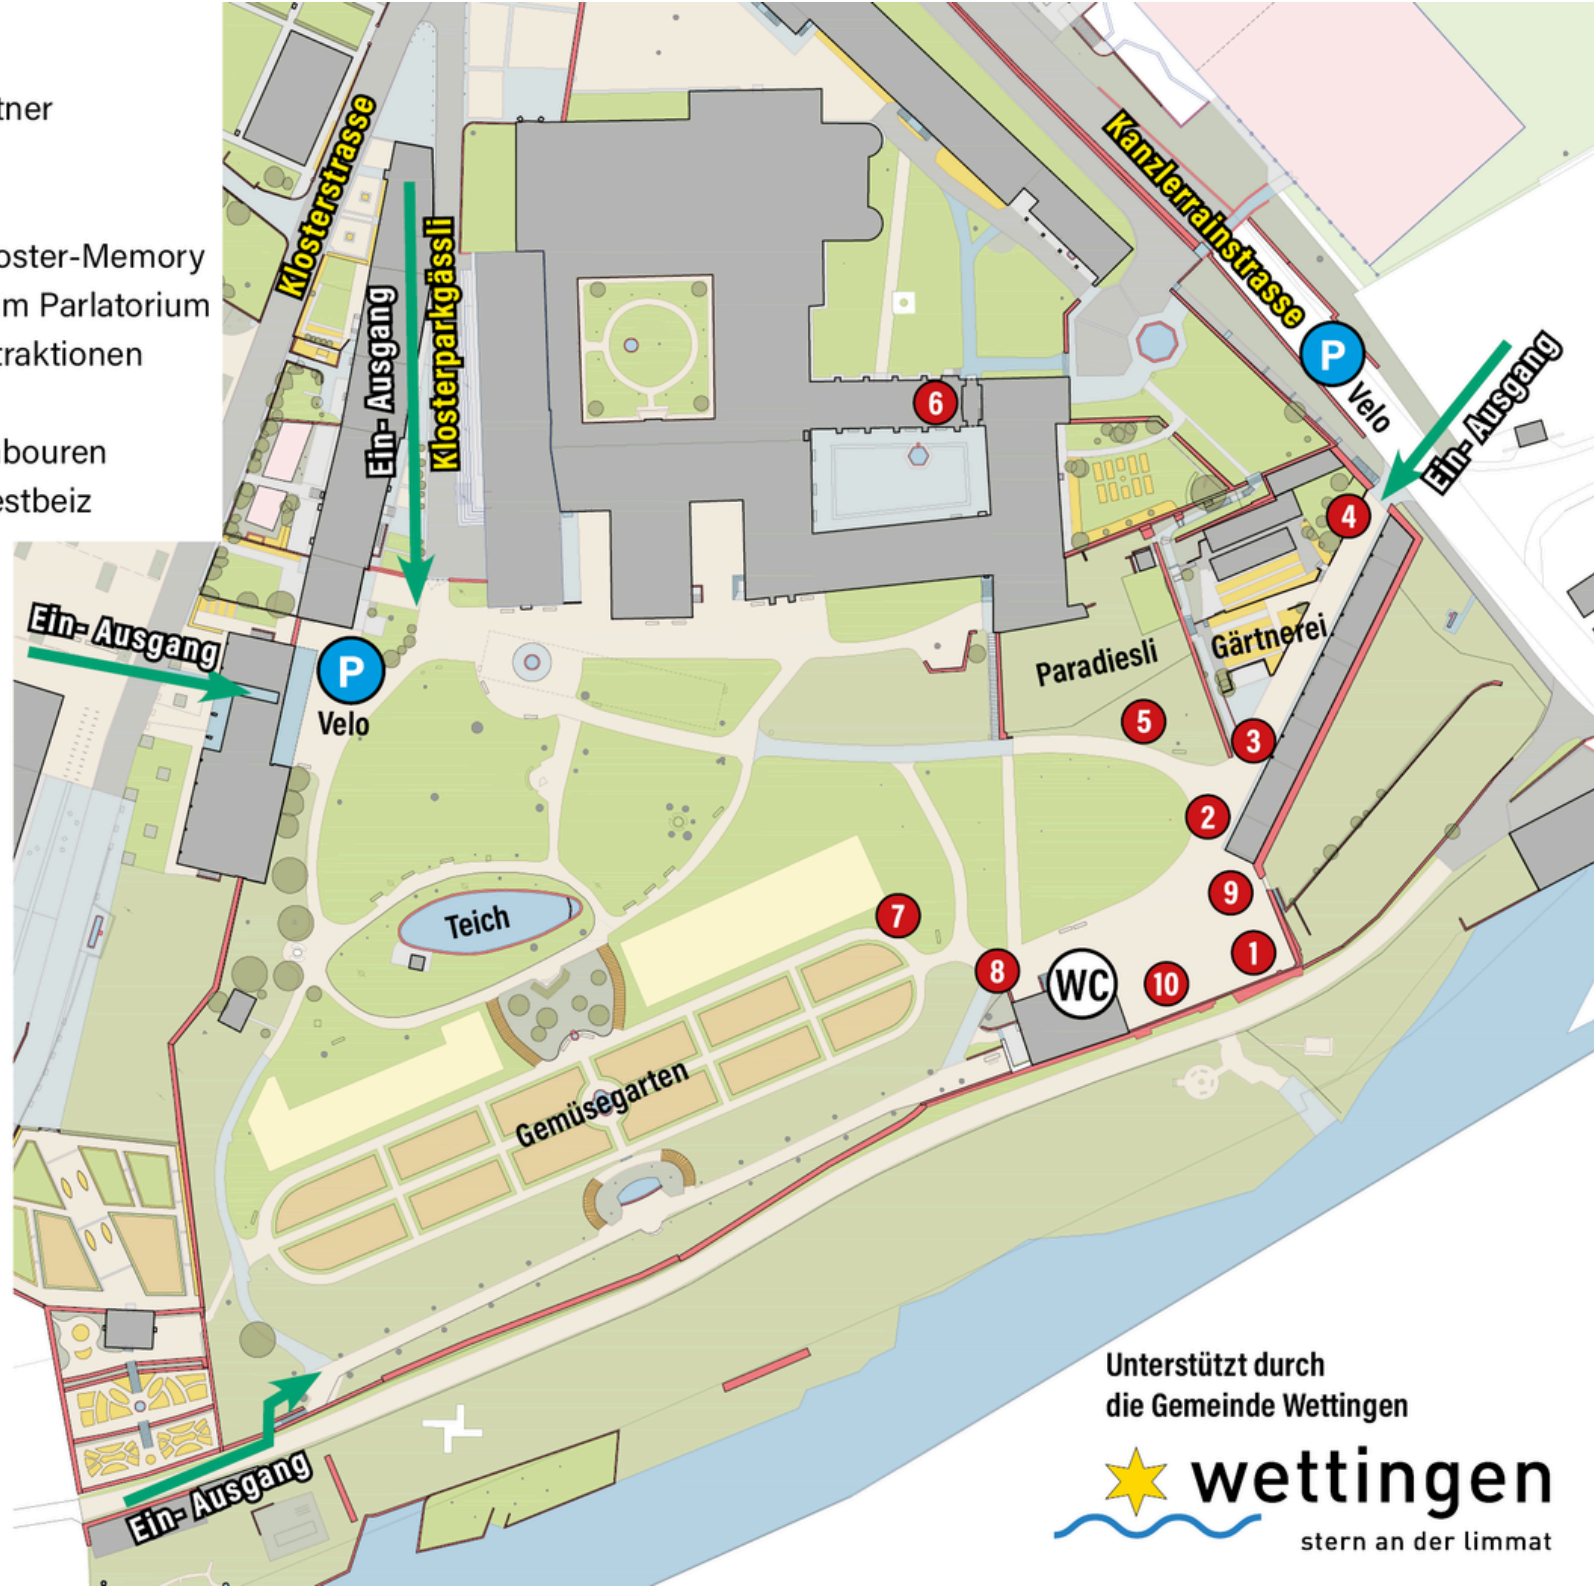 tner
oster-Memory
m Parlatorium
traktionen
bouren
estbeiz
Klosterstrasse
Ein- Ausgang
Klosterparkgässli
Kanzlerrainstrasse
P
Velo
Ein- Ausgang
6
4
Ein- Ausgang
P
Velo
Paradiesli
Gärtnerei
5
3
2
9
7
Teich
8
WC
10
1
Gemüsegarten
Ein- Ausgang
Unterstützt durch
die Gemeinde Wettingen
wettingen
stern an der limmat